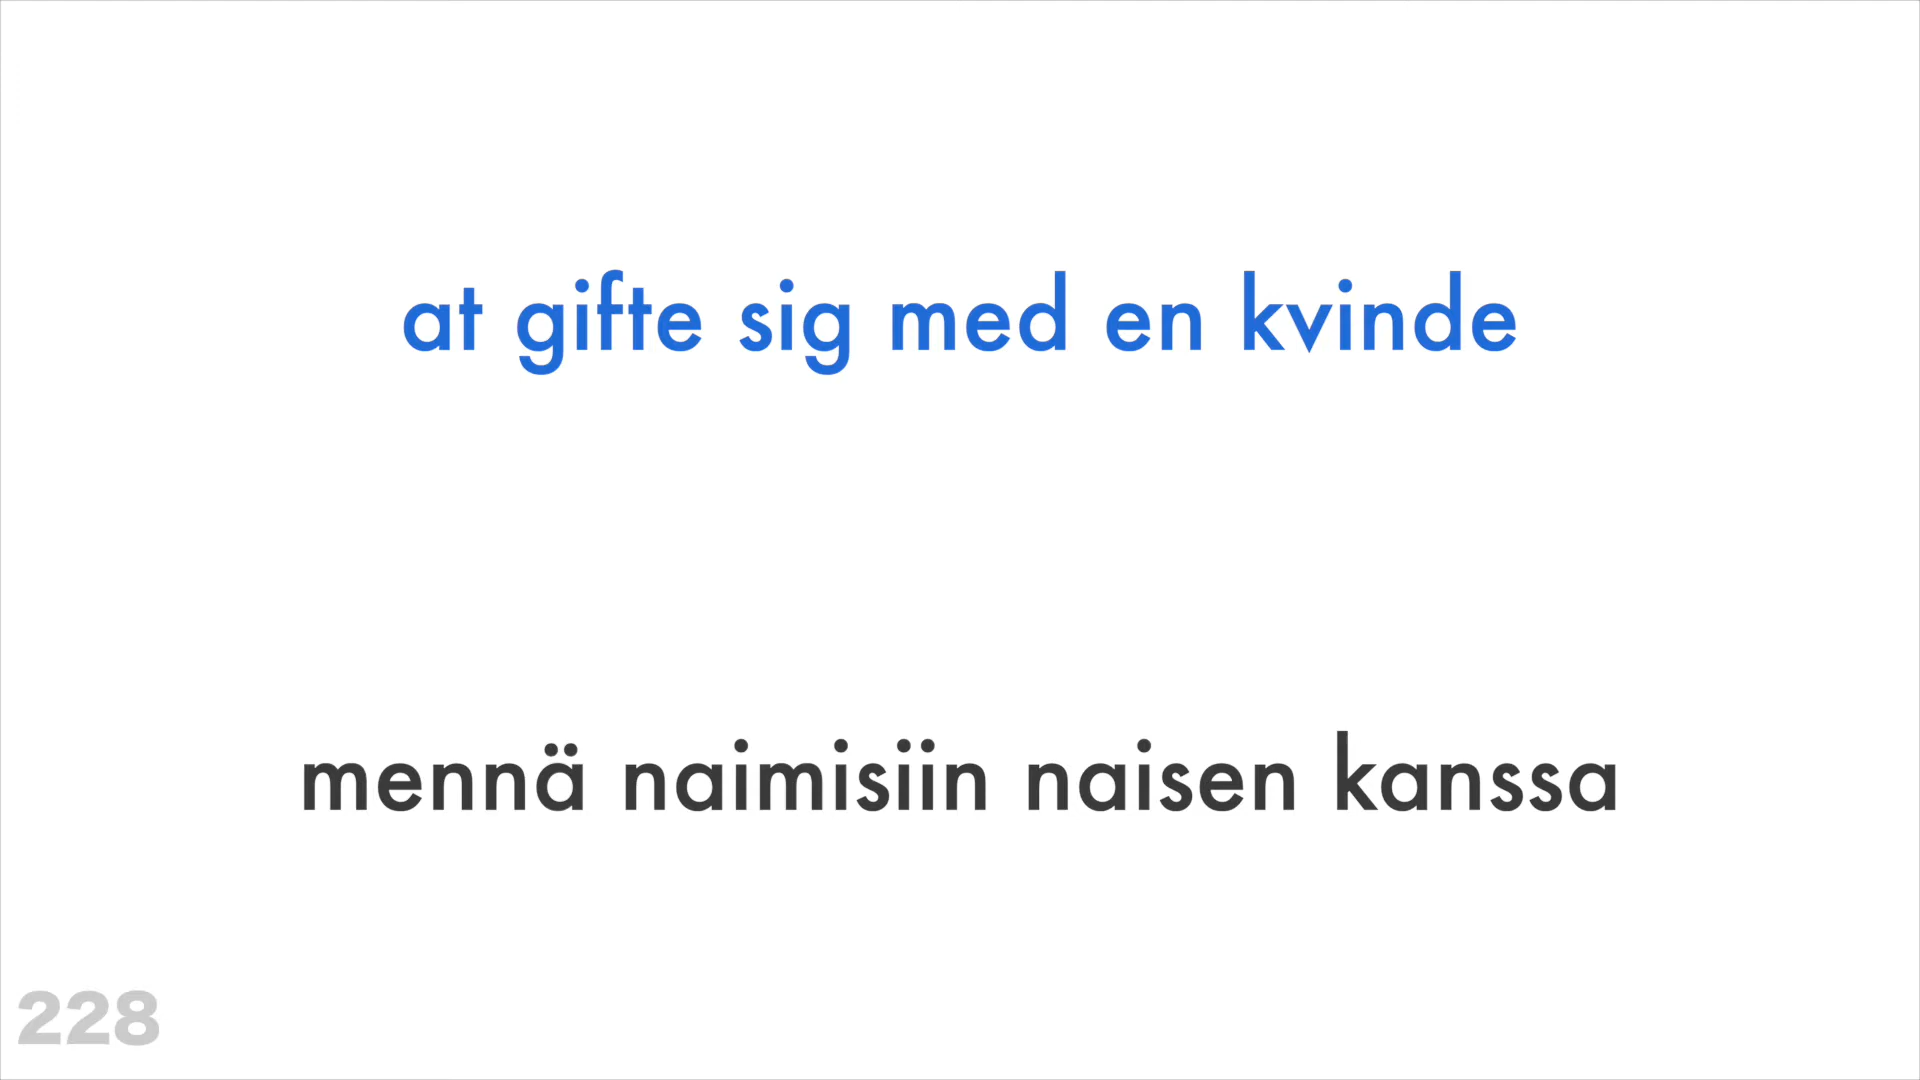 at gifte sig med en kvinde
mennä naimisiin naisen kanssa
228